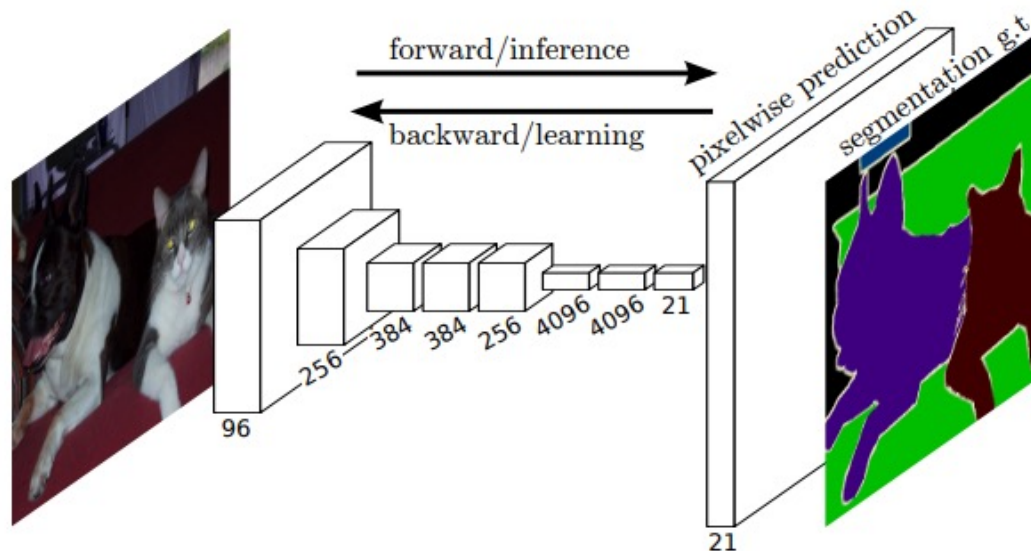 forward/inference
backward/learning
pixelwise prediction
segmentation g.t
96
256
384
384
256
4096
4096
21
21